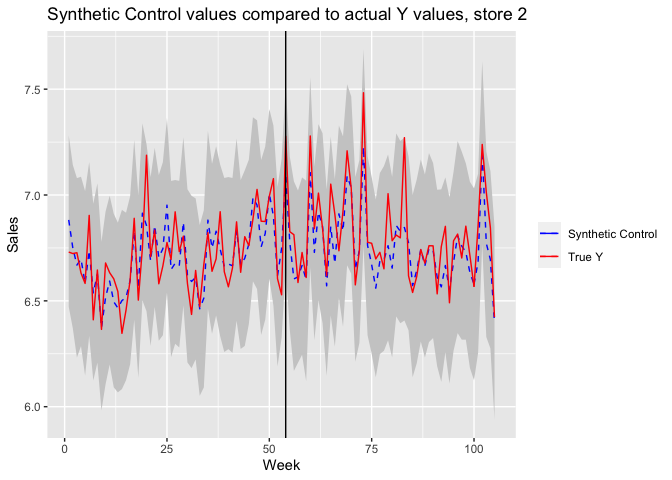 Synthetic Control values compared to actual Y values, store 2
7.5
7.0
6.5
6.0
Sales
0 25 50 75 100
Week
Synthetic Control
True Y